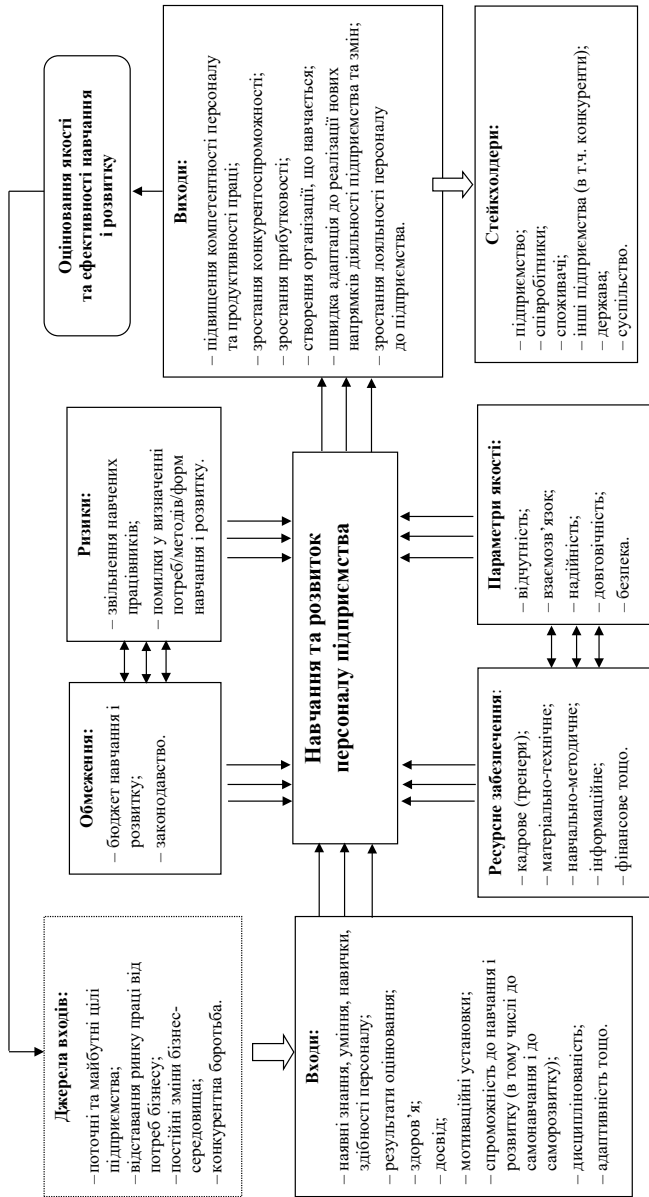 Джерела входів:
– поточні та майбутні цілі
підприємства;
– відставання ринку праці від
потреб бізнесу;
– постійні зміни бізнес-
середовища;
– конкурентна боротьба.
Обмеження:
– бюджет навчання і
розвитку;
– законодавство.
Ризики:
– звільнення навчених
працівників;
– помилки у визначенні
потреб/методів/форм
навчання і розвитку.
Оцінювання якості
та ефективності навчання
і розвитку
Входи:
– наявні знання, уміння, навички,
здібності персоналу;
– результати оцінювання;
– здоров’я;
– досвід;
– мотиваційні установки;
– спроможність до навчання і
розвитку (в тому числі до
самонавчання і до
саморозвитку);
– дисциплінованість;
– адаптивність тощо.
Навчання та розвиток
персоналу підприємства
Виходи:
– підвищення компетентності персоналу
та продуктивності праці;
– зростання конкурентоспроможності;
– зростання прибутковості;
– створення організації, що навчається;
– швидка адаптація до реалізації нових
напрямків діяльності підприємства та змін;
– зростання лояльності персоналу
до підприємства.
Ресурсне забезпечення:
– кадрове (тренери);
– матеріально-технічне;
– навчально-методичне;
– інформаційне;
– фінансове тощо.
Параметри якості:
– відчутність;
– взаємозв’язок;
– надійність;
– довговічність;
– безпека.
Стейкхолдери:
– підприємство;
– співробітники;
– споживачі;
– інші підприємства (в т.ч. конкуренти);
– держава;
– суспільство.